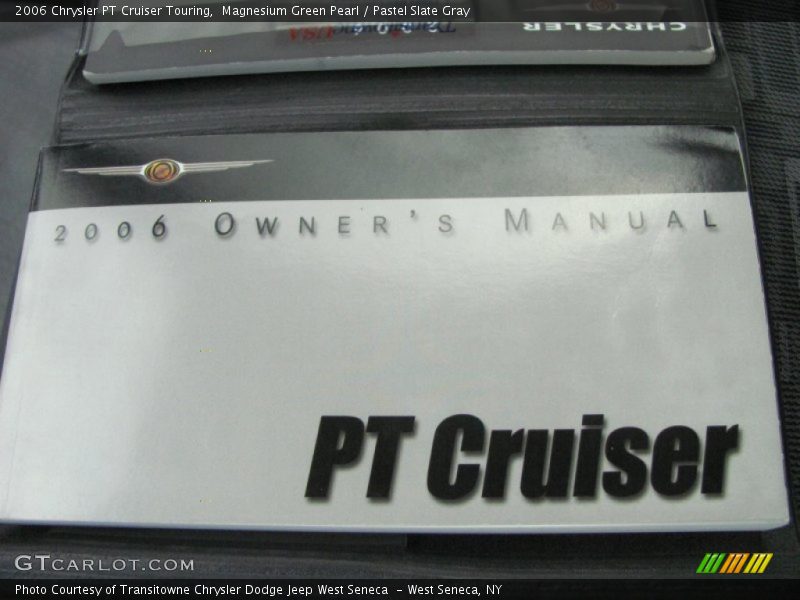 2006 Chrysler PT Cruiser Touring,  Magnesium Green Pearl / Pastel Slate Gray
TransitowneUSA
CHRYSLER
2006 OWNER'S MANUAL
PT Cruiser
GTCARLOT.COM
Photo Courtesy of Transitowne Chrysler Dodge Jeep West Seneca  - West Seneca, NY